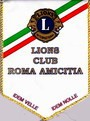 L
LIONS
CLUB
ROMA AMICITIA
IDEM VELLE
IDEM NOLLE